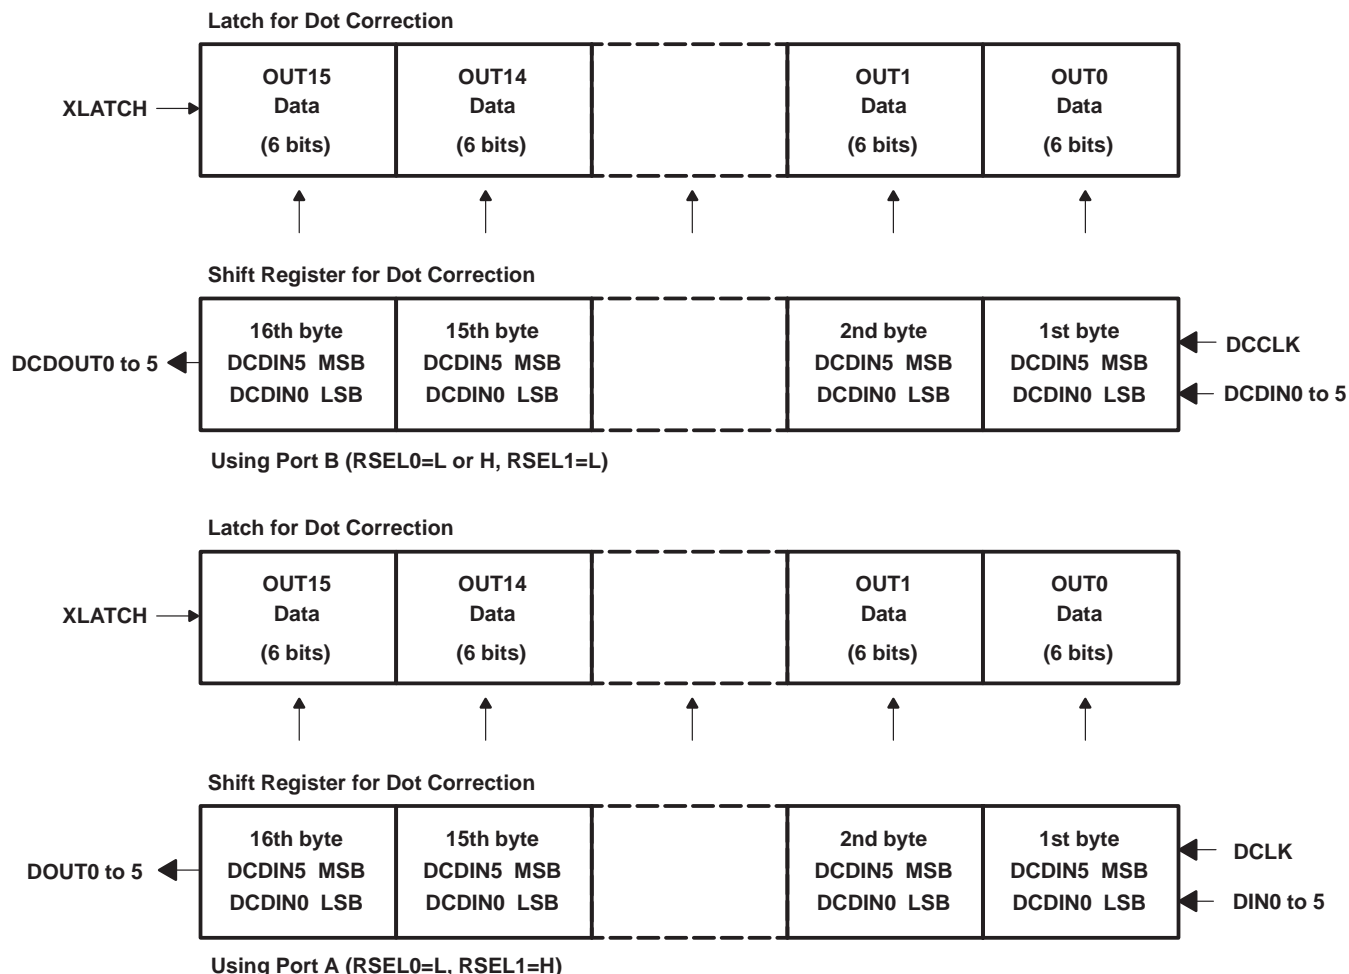 Latch for Dot Correction
OUT15 OUT14 OUT1 OUT0
XLATCH Data Data Data Data
(6 bits) (6 bits) (6 bits) (6 bits)
Shift Register for Dot Correction
16th byte 15th byte 2nd byte 1st byte
DCCLK
DCDOUT0 to 5 DCDIN5 MSB DCDIN5 MSB DCDIN5 MSB DCDIN5 MSB
DCDIN0 LSB DCDIN0 LSB DCDIN0 LSB DCDIN0 LSB DCDIN0 to 5
Using Port B (RSEL0=L or H, RSEL1=L)
Latch for Dot Correction
OUT15 OUT14 OUT1 OUT0
XLATCH Data Data Data Data
(6 bits) (6 bits) (6 bits) (6 bits)
Shift Register for Dot Correction
16th byte 15th byte 2nd byte 1st byte
DCLK
DOUT0 to 5 DCDIN5 MSB DCDIN5 MSB DCDIN5 MSB DCDIN5 MSB
DCDIN0 LSB DCDIN0 LSB DCDIN0 LSB DCDIN0 LSB DIN0 to 5
Using Port A (RSEL0=L, RSEL1=H)